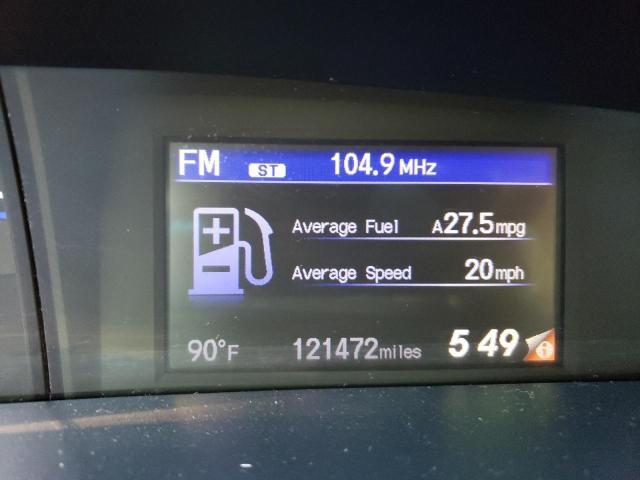 FM ST 104.9 MHz
Average Fuel A27.5mpg
Average Speed 20mph
90°F 121472miles 5 49 i